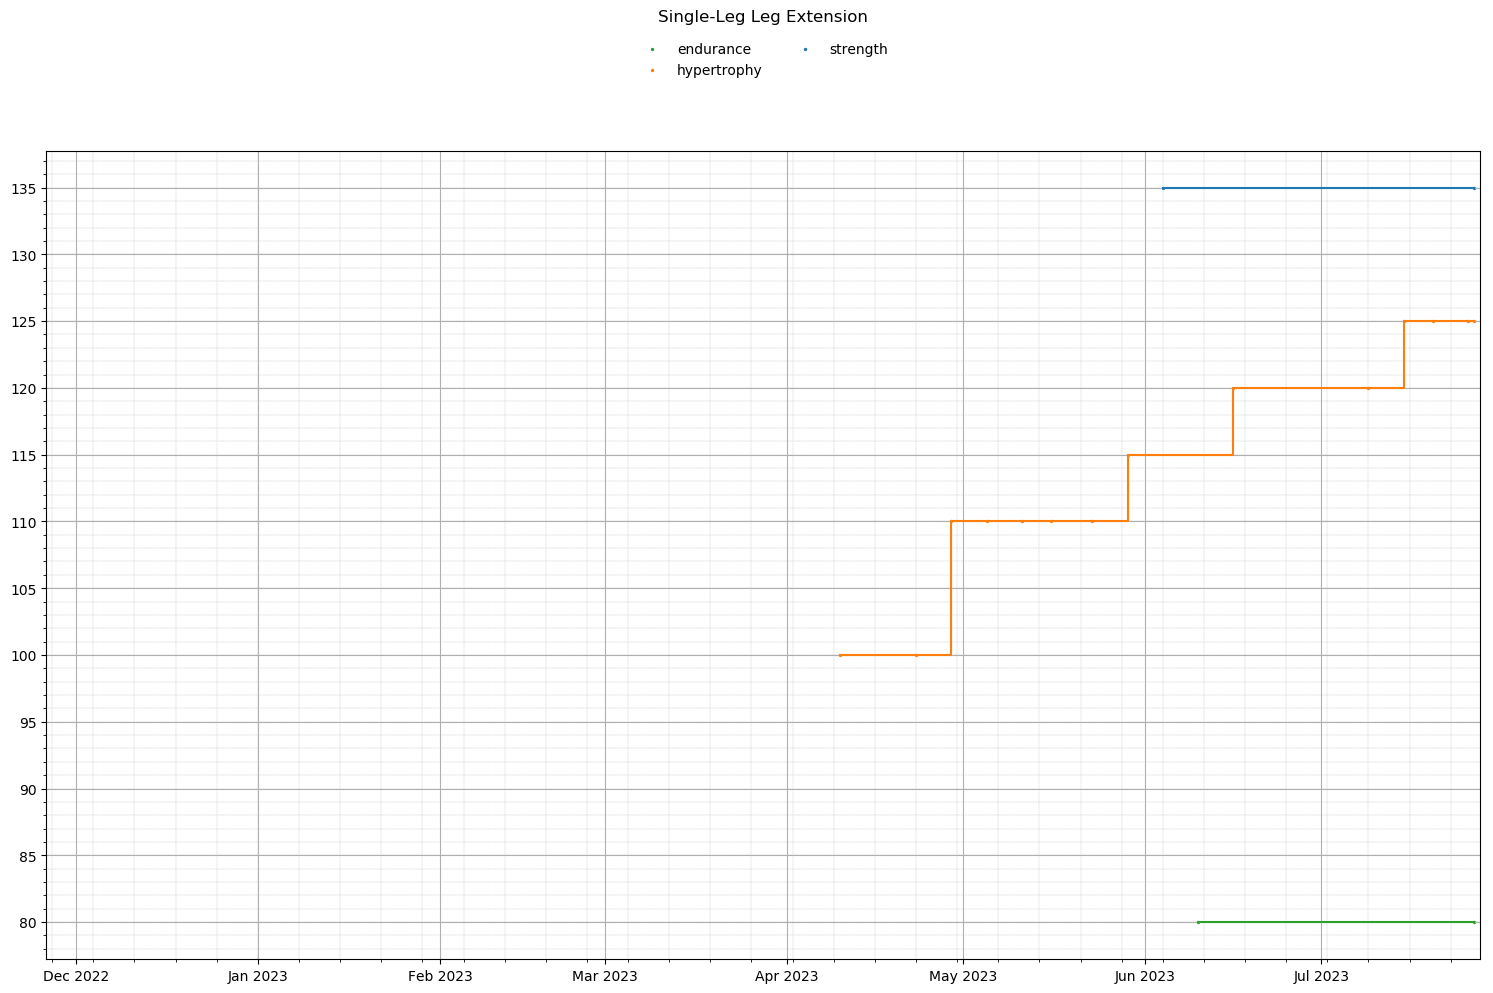 Single-Leg Leg Extension
endurance
hypertrophy
strength
135
130
125
120
115
110
105
100
95
90
85
80
Dec 2022
Jan 2023
Feb 2023
Mar 2023
Apr 2023
May 2023
Jun 2023
Jul 2023